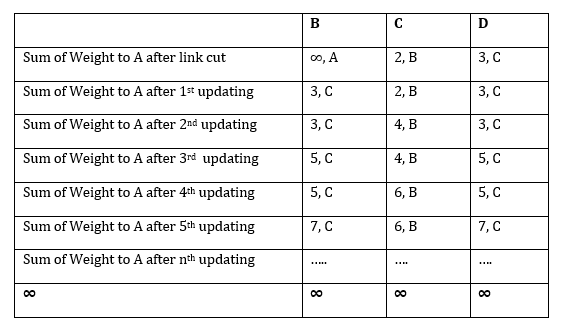 B C D
Sum of Weight to A after link cut ∞, A 2, B 3, C
Sum of Weight to A after 1st updating 3, C 2, B 3, C
Sum of Weight to A after 2nd updating 3, C 4, B 3, C
Sum of Weight to A after 3rd updating 5, C 4, B 5, C
Sum of Weight to A after 4th updating 5, C 6, B 5, C
Sum of Weight to A after 5th updating 7, C 6, B 7, C
Sum of Weight to A after nth updating ..... .... ....
∞ ∞ ∞ ∞